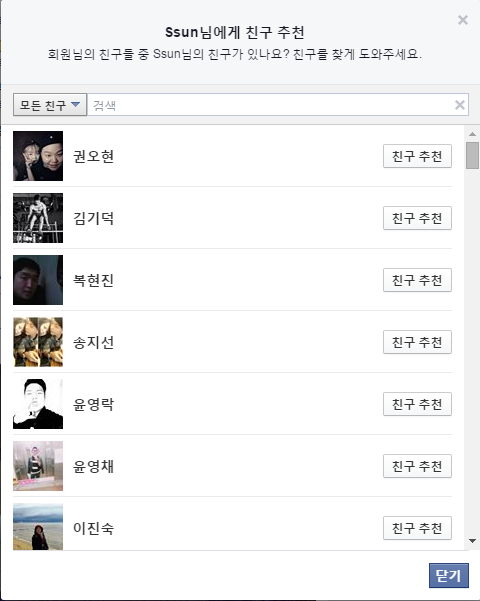 Ssun님에게 친구 추천
회원님의 친구들 중 Ssun님의 친구가 있나요? 친구를 찾게 도와주세요.
모든 친구 검색
권오현 친구 추천
김기덕 친구 추천
복현진 친구 추천
송지선 친구 추천
윤영락 친구 추천
윤영채 친구 추천
이진숙 친구 추천
닫기